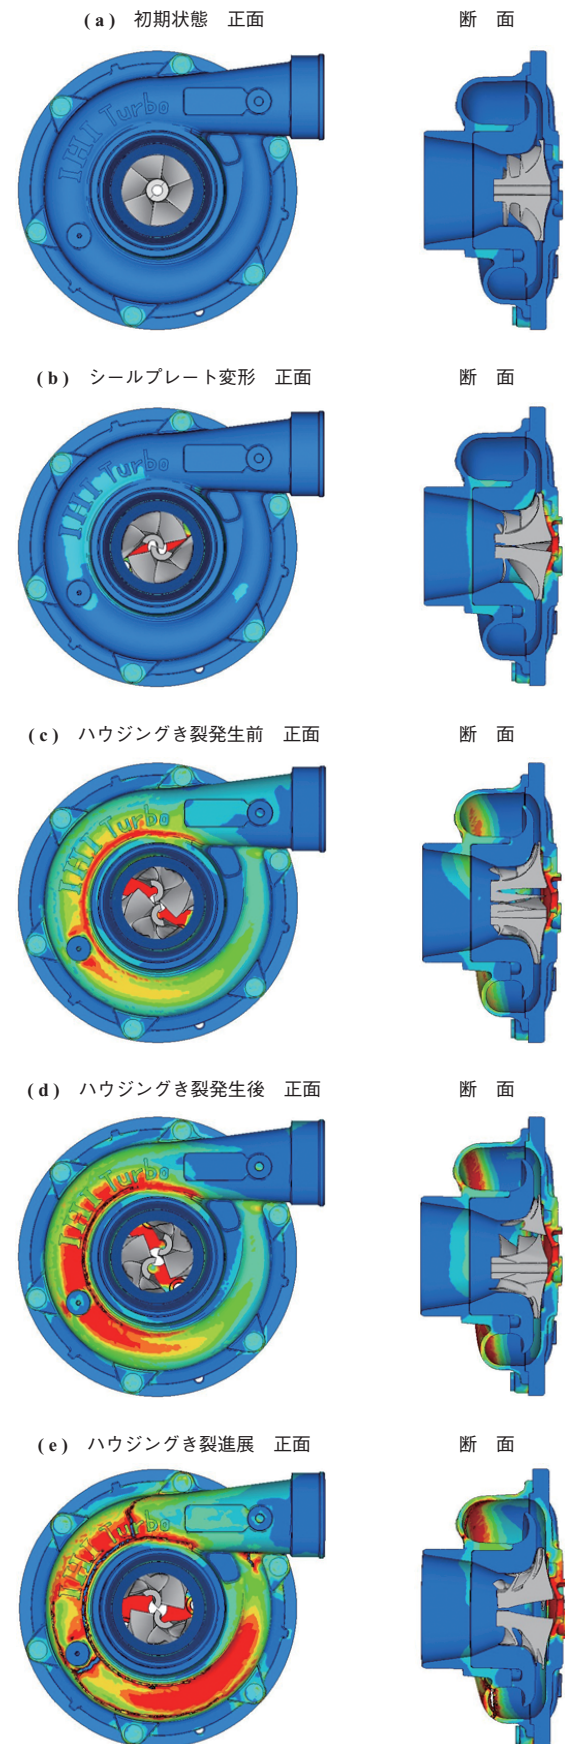 ( a ) 初期状態 正面 断 面
IHI Turbo
( b ) シールプレート変形 正面 断 面
IHI Turbo
( c ) ハウジングき裂発生前 正面 断 面
IHI Turbo
( d ) ハウジングき裂発生後 正面 断 面
IHI Turbo
( e ) ハウジングき裂進展 正面 断 面
IHI Turbo